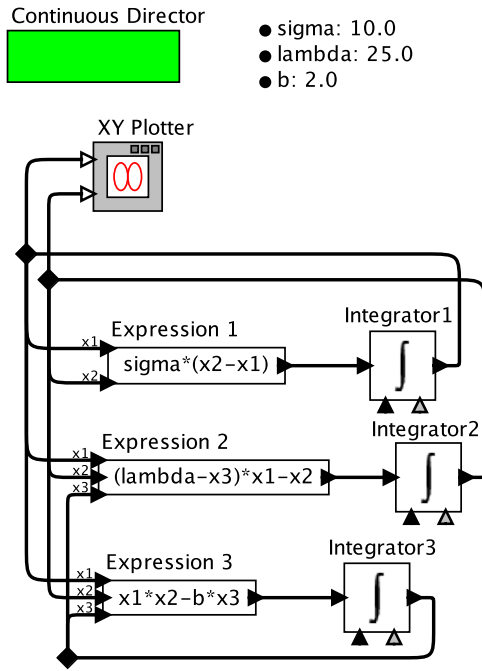 Continuous Director
sigma: 10.0
lambda: 25.0
b: 2.0
XY Plotter
Expression 1
x1
x2
sigma*(x2-x1)
Integrator1
Expression 2
x1
x2
x3
(lambda-x3)*x1-x2
Integrator2
Expression 3
x1
x2
x3
x1*x2-b*x3
Integrator3